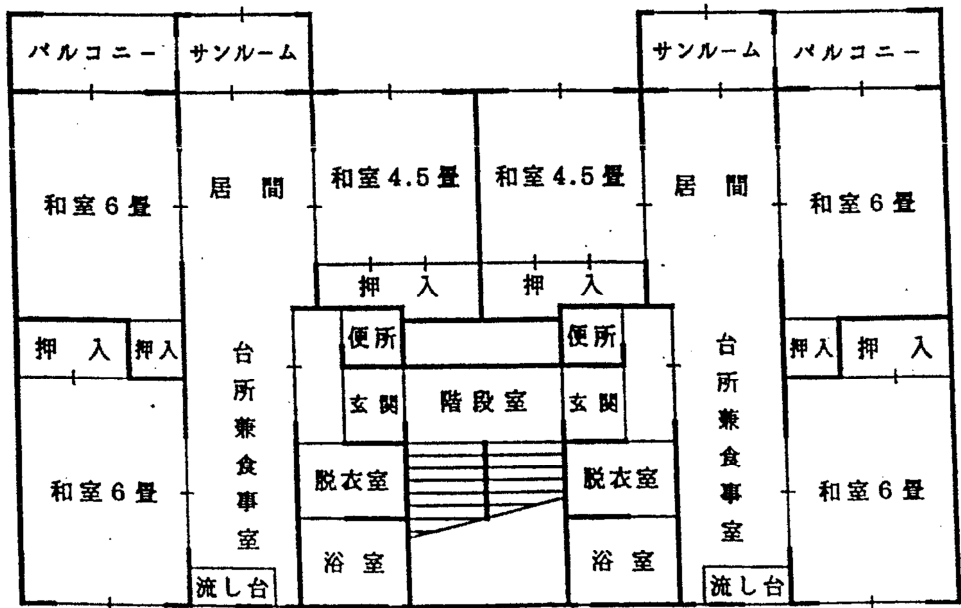 バルコニー サンルーム サンルーム バルコニー
和室6畳 居間 和室4.5畳 和室4.5畳 居間 和室6畳
押入 押入
便所 便所
押入 押入 台所兼食事室 台所兼食事室 押入 押入
玄関 階段室 玄関
和室6畳 脱衣室 脱衣室 和室6畳
浴室 浴室
流し台 流し台